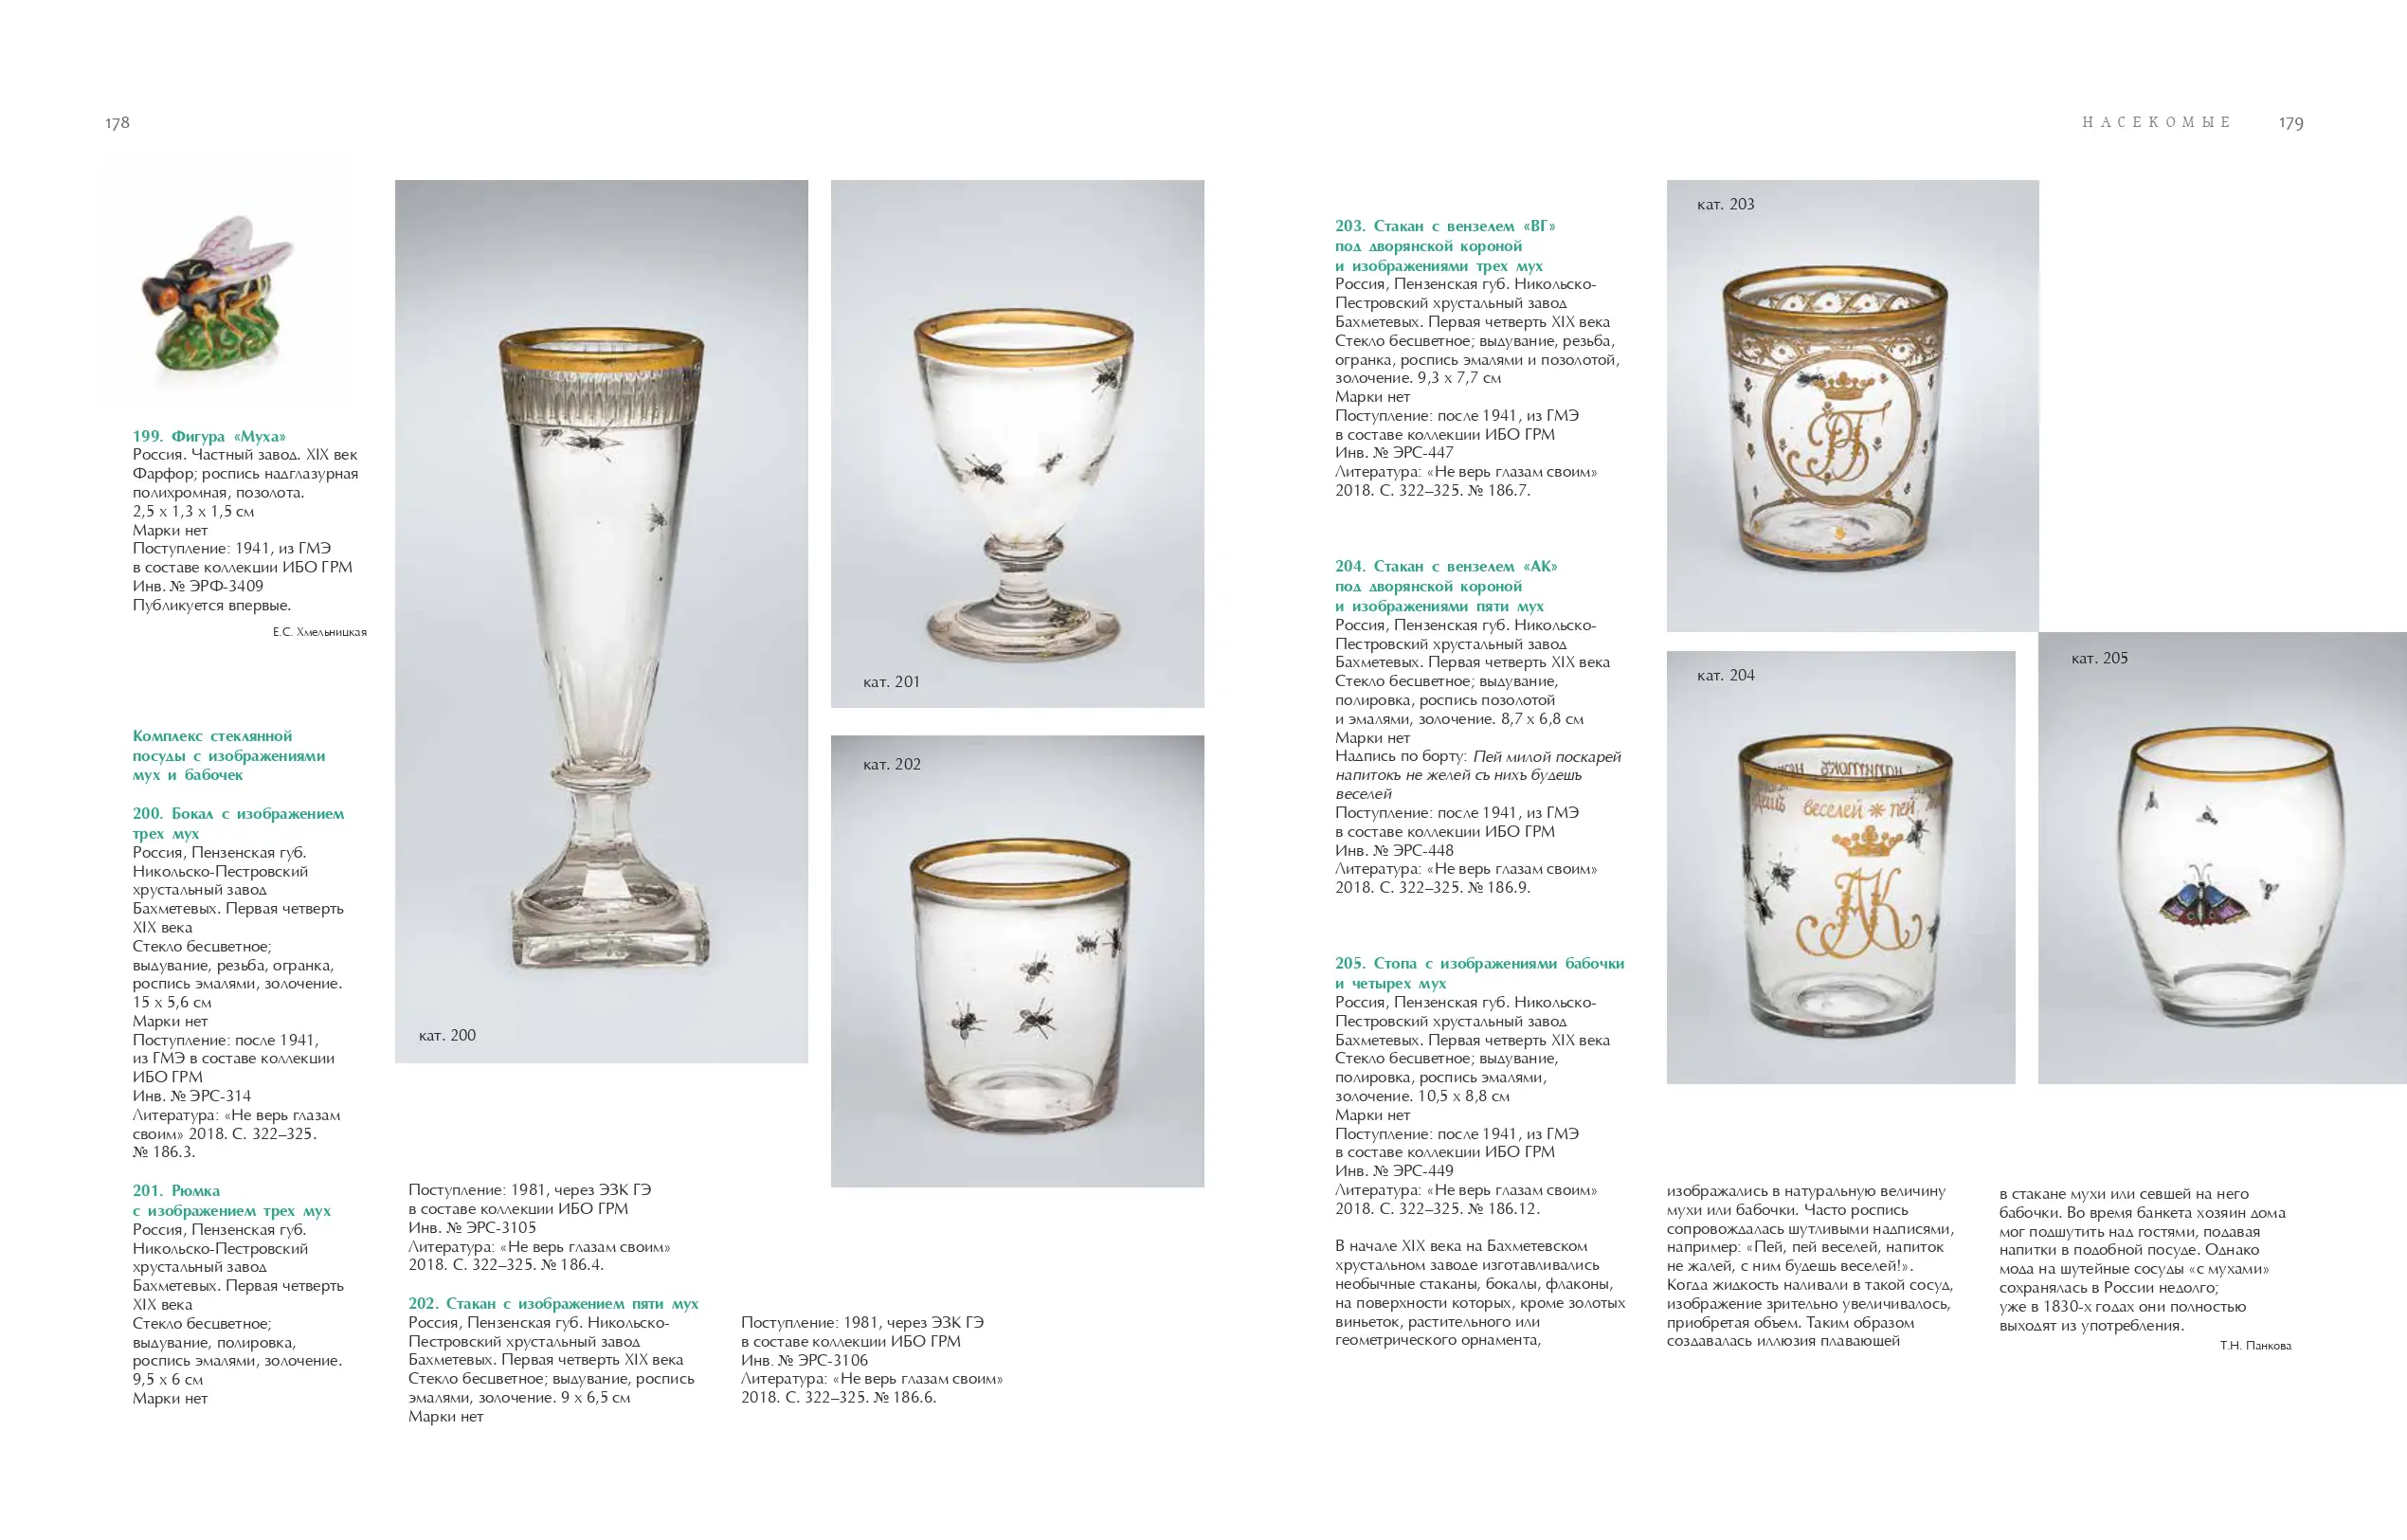 178
199. Фигура «Муха»
Россия. Частный завод. XIX век
Фарфор; роспись надглазурная
полихромная, позолота.
2,5 х 1,3 х 1,5 см
Марки нет
Поступление: 1941, из ГМЭ
в составе коллекции ИБО ГРМ
Инв. № ЭРФ-3409
Публикуется впервые.
Е.С. Хмельницкая
Комплекс стеклянной
посуды с изображениями
мух и бабочек
200. Бокал с изображением
трех мух
Россия, Пензенская губ.
Никольско-Пестровский
хрустальный завод
Бахметевых. Первая четверть
XIX века
Стекло бесцветное;
выдувание, резьба, огранка,
роспись эмалями, золочение.
15 х 5,6 см
Марки нет
Поступление: после 1941,
из ГМЭ в составе коллекции
ИБО ГРМ
Инв. № ЭРС-314
Литература: «Не верь глазам
своим» 2018. С. 322–325.
№ 186.3.
201. Рюмка
с изображением трех мух
Россия, Пензенская губ.
Никольско-Пестровский
хрустальный завод
Бахметевых. Первая четверть
XIX века
Стекло бесцветное;
выдувание, полировка,
роспись эмалями, золочение.
9,5 х 6 см
Марки нет
кат. 200
Поступление: 1981, через ЭЗК ГЭ
в составе коллекции ИБО ГРМ
Инв. № ЭРС-3105
Литература: «Не верь глазам своим»
2018. С. 322–325. № 186.4.
202. Стакан с изображением пяти мух
Россия, Пензенская губ. Никольско-
Пестровский хрустальный завод
Бахметевых. Первая четверть XIX века
Стекло бесцветное; выдувание, роспись
эмалями, золочение. 9 х 6,5 см
Марки нет
кат. 201
кат. 202
Поступление: 1981, через ЭЗК ГЭ
в составе коллекции ИБО ГРМ
Инв. № ЭРС-3106
Литература: «Не верь глазам своим»
2018. С. 322–325. № 186.6.
НАСЕКОМЫЕ 179
203. Стакан с вензелем «ВГ»
под дворянской короной
и изображениями трех мух
Россия, Пензенская губ. Никольско-
Пестровский хрустальный завод
Бахметевых. Первая четверть XIX века
Стекло бесцветное; выдувание, резьба,
огранка, роспись эмалями и позолотой,
золочение. 9,3 х 7,7 см
Марки нет
Поступление: после 1941, из ГМЭ
в составе коллекции ИБО ГРМ
Инв. № ЭРС-447
Литература: «Не верь глазам своим»
2018. С. 322–325. № 186.7.
204. Стакан с вензелем «АК»
под дворянской короной
и изображениями пяти мух
Россия, Пензенская губ. Никольско-
Пестровский хрустальный завод
Бахметевых. Первая четверть XIX века
Стекло бесцветное; выдувание,
полировка, роспись позолотой
и эмалями, золочение. 8,7 х 6,8 см
Марки нет
Надпись по борту: Пей милой поскарей
напитокъ не желей съ нихъ будешь
веселей
Поступление: после 1941, из ГМЭ
в составе коллекции ИБО ГРМ
Инв. № ЭРС-448
Литература: «Не верь глазам своим»
2018. С. 322–325. № 186.9.
205. Стопа с изображениями бабочки
и четырех мух
Россия, Пензенская губ. Никольско-
Пестровский хрустальный завод
Бахметевых. Первая четверть XIX века
Стекло бесцветное; выдувание,
полировка, роспись эмалями,
золочение. 10,5 х 8,8 см
Марки нет
Поступление: после 1941, из ГМЭ
в составе коллекции ИБО ГРМ
Инв. № ЭРС-449
Литература: «Не верь глазам своим»
2018. С. 322–325. № 186.12.
В начале XIX века на Бахметевском
хрустальном заводе изготавливались
необычные стаканы, бокалы, флаконы,
на поверхности которых, кроме золотых
виньеток, растительного или
геометрического орнамента,
кат. 203
кат. 204
веселей * пей
АК
кат. 205
изображались в натуральную величину
мухи или бабочки. Часто роспись
сопровождалась шутливыми надписями,
например: «Пей, пей веселей, напиток
не жалей, с ним будешь веселей!».
Когда жидкость наливали в такой сосуд,
изображение зрительно увеличивалось,
приобретая объем. Таким образом
создавалась иллюзия плавающей
в стакане мухи или севшей на него
бабочки. Во время банкета хозяин дома
мог подшутить над гостями, подавая
напитки в подобной посуде. Однако
мода на шутейные сосуды «с мухами»
сохранялась в России недолго;
уже в 1830-х годах они полностью
выходят из употребления.
Т.Н. Панкова